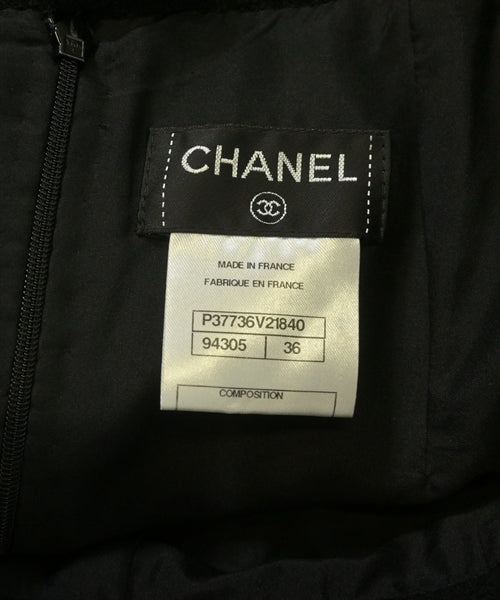 CHANEL
MADE IN FRANCE
FABRIQUE EN FRANCE
P37736V21840
94305 36
COMPOSITION